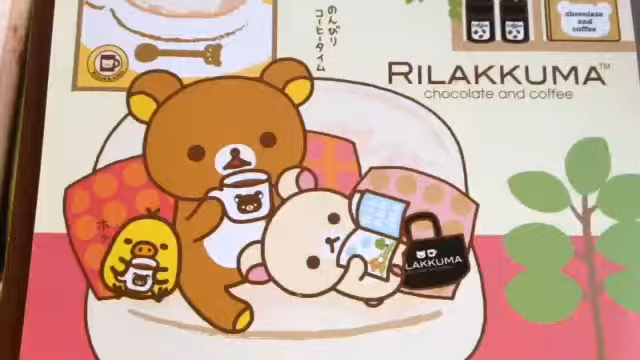 のんびり
コーヒータイム
chocolate
and
coffee
RILAKKUMA™
chocolate and coffee
LAKKUMA